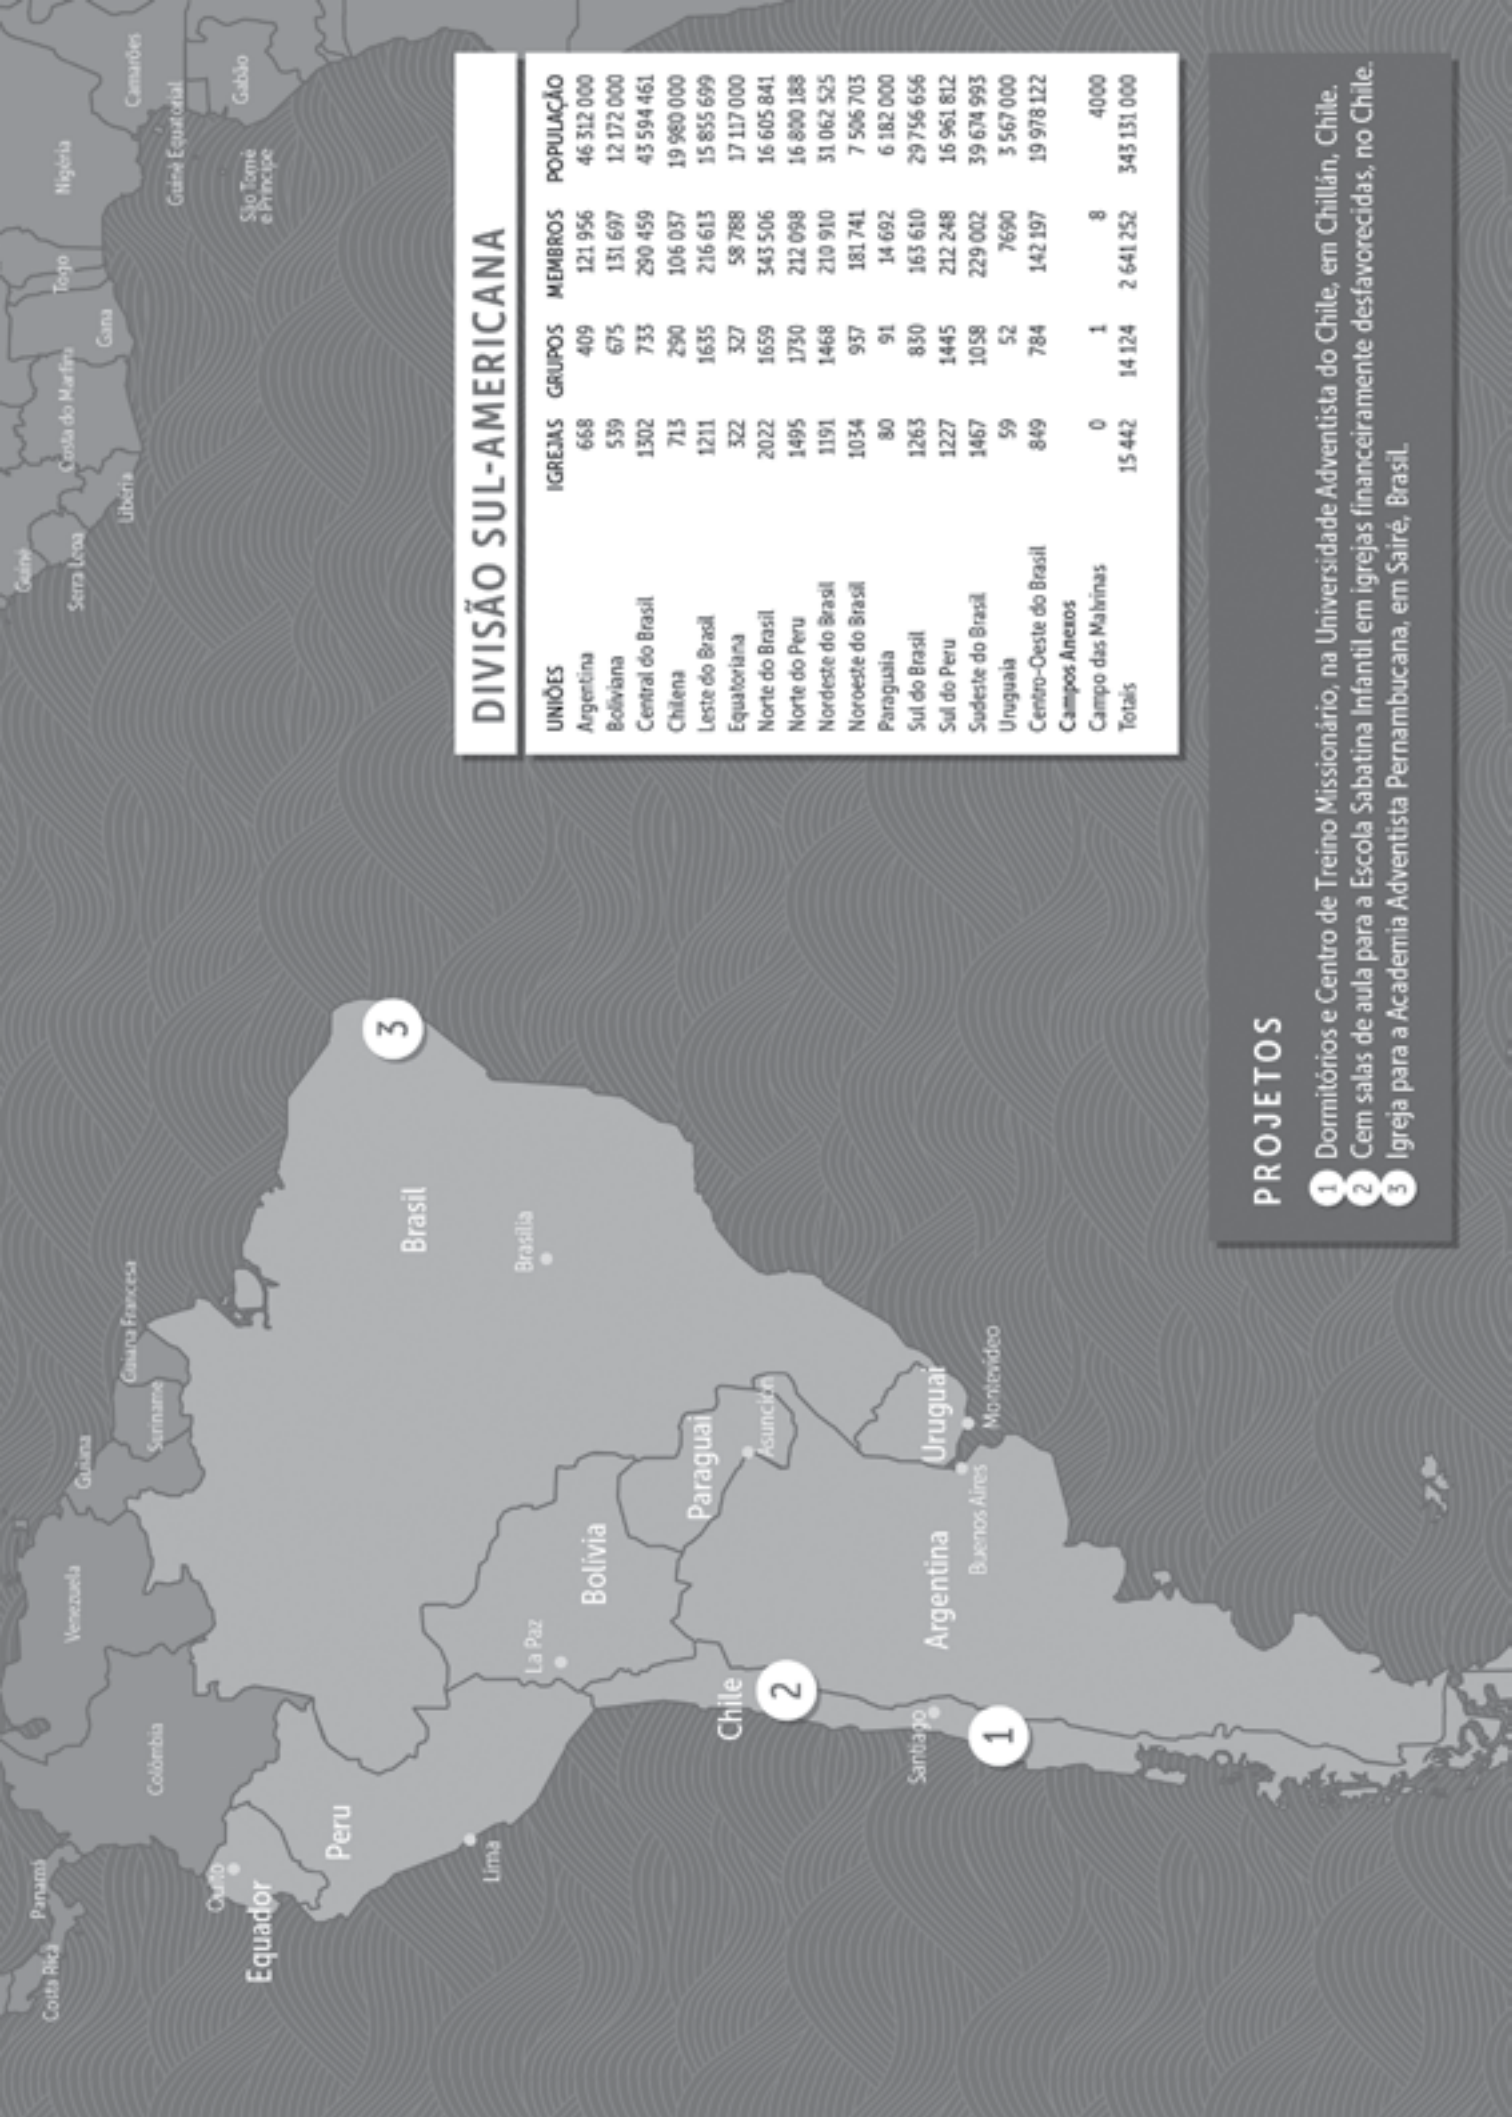 Costa Rica
Panamá
Colômbia
Venezuela
Guiana
Suriname
Guiana Francesa
Guiné
Serra Leoa
Libéria
Costa do Marfim
Gana
Togo
Nigéria
Camarões
Guiné Equatorial
São Tomé
e Príncipe
Gabão
Quito
Equador
Peru
Lima
Brasil
Brasília
La Paz
Bolívia
Paraguai
Asuncion
Chile
Santiago
Argentina
Buenos Aires
Uruguai
Montevideo
1
2
3
DIVISÃO SUL-AMERICANA
UNIÕES IGREJAS GRUPOS MEMBROS POPULAÇÃO
Argentina 668 409 121 956 46 312 000
Boliviana 539 675 131 697 12 172 000
Central do Brasil 1302 733 290 459 43 594 461
Chilena 713 290 106 037 19 980 000
Leste do Brasil 1211 1635 216 613 15 855 699
Equatoriana 322 327 58 788 17 117 000
Norte do Brasil 2022 1659 343 506 16 605 841
Norte do Peru 1495 1730 212 098 16 800 188
Nordeste do Brasil 1191 1468 210 910 31 062 525
Noroeste do Brasil 1034 937 181 741 7 506 703
Paraguaia 80 91 14 692 6 182 000
Sul do Brasil 1263 830 163 610 29 756 656
Sul do Peru 1227 1445 212 248 16 961 812
Sudeste do Brasil 1467 1058 229 002 39 674 993
Uruguaia 59 52 7690 3 567 000
Centro-Oeste do Brasil 849 784 142 197 19 978 122
Campos Anexos
Campo das Malvinas 0 1 8 4000
Totais 15 442 14 124 2 641 252 343 131 000
PROJETOS
1 Dormitórios e Centro de Treino Missionário, na Universidade Adventista do Chile, em Chillán, Chile.
2 Cem salas de aula para a Escola Sabatina Infantil em igrejas financeiramente desfavorecidas, no Chile.
3 Igreja para a Academia Adventista Pernambucana, em Sairé, Brasil.